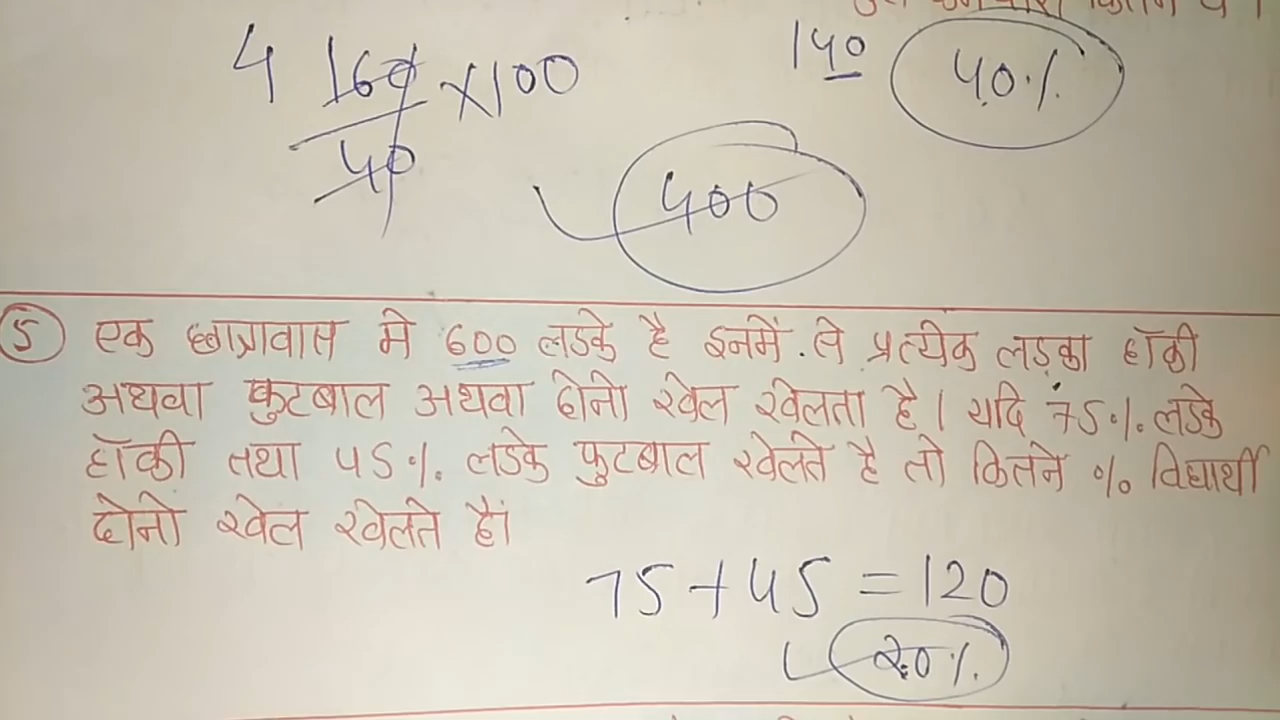 4 160 × 100 140 40%
40
400
5 एक छात्रावास मे 600 लडके है इनमें से प्रत्येक लड़का हॉकी
अथवा फुटबाल अथवा दोनो खेल खेलता है। यदि 75% लडके
हॉकी तथा 45% लडके फुटबाल खेलते है तो कितने % विद्यार्थी
दोनो खेल खेलते है।
75 + 45 = 120
20%